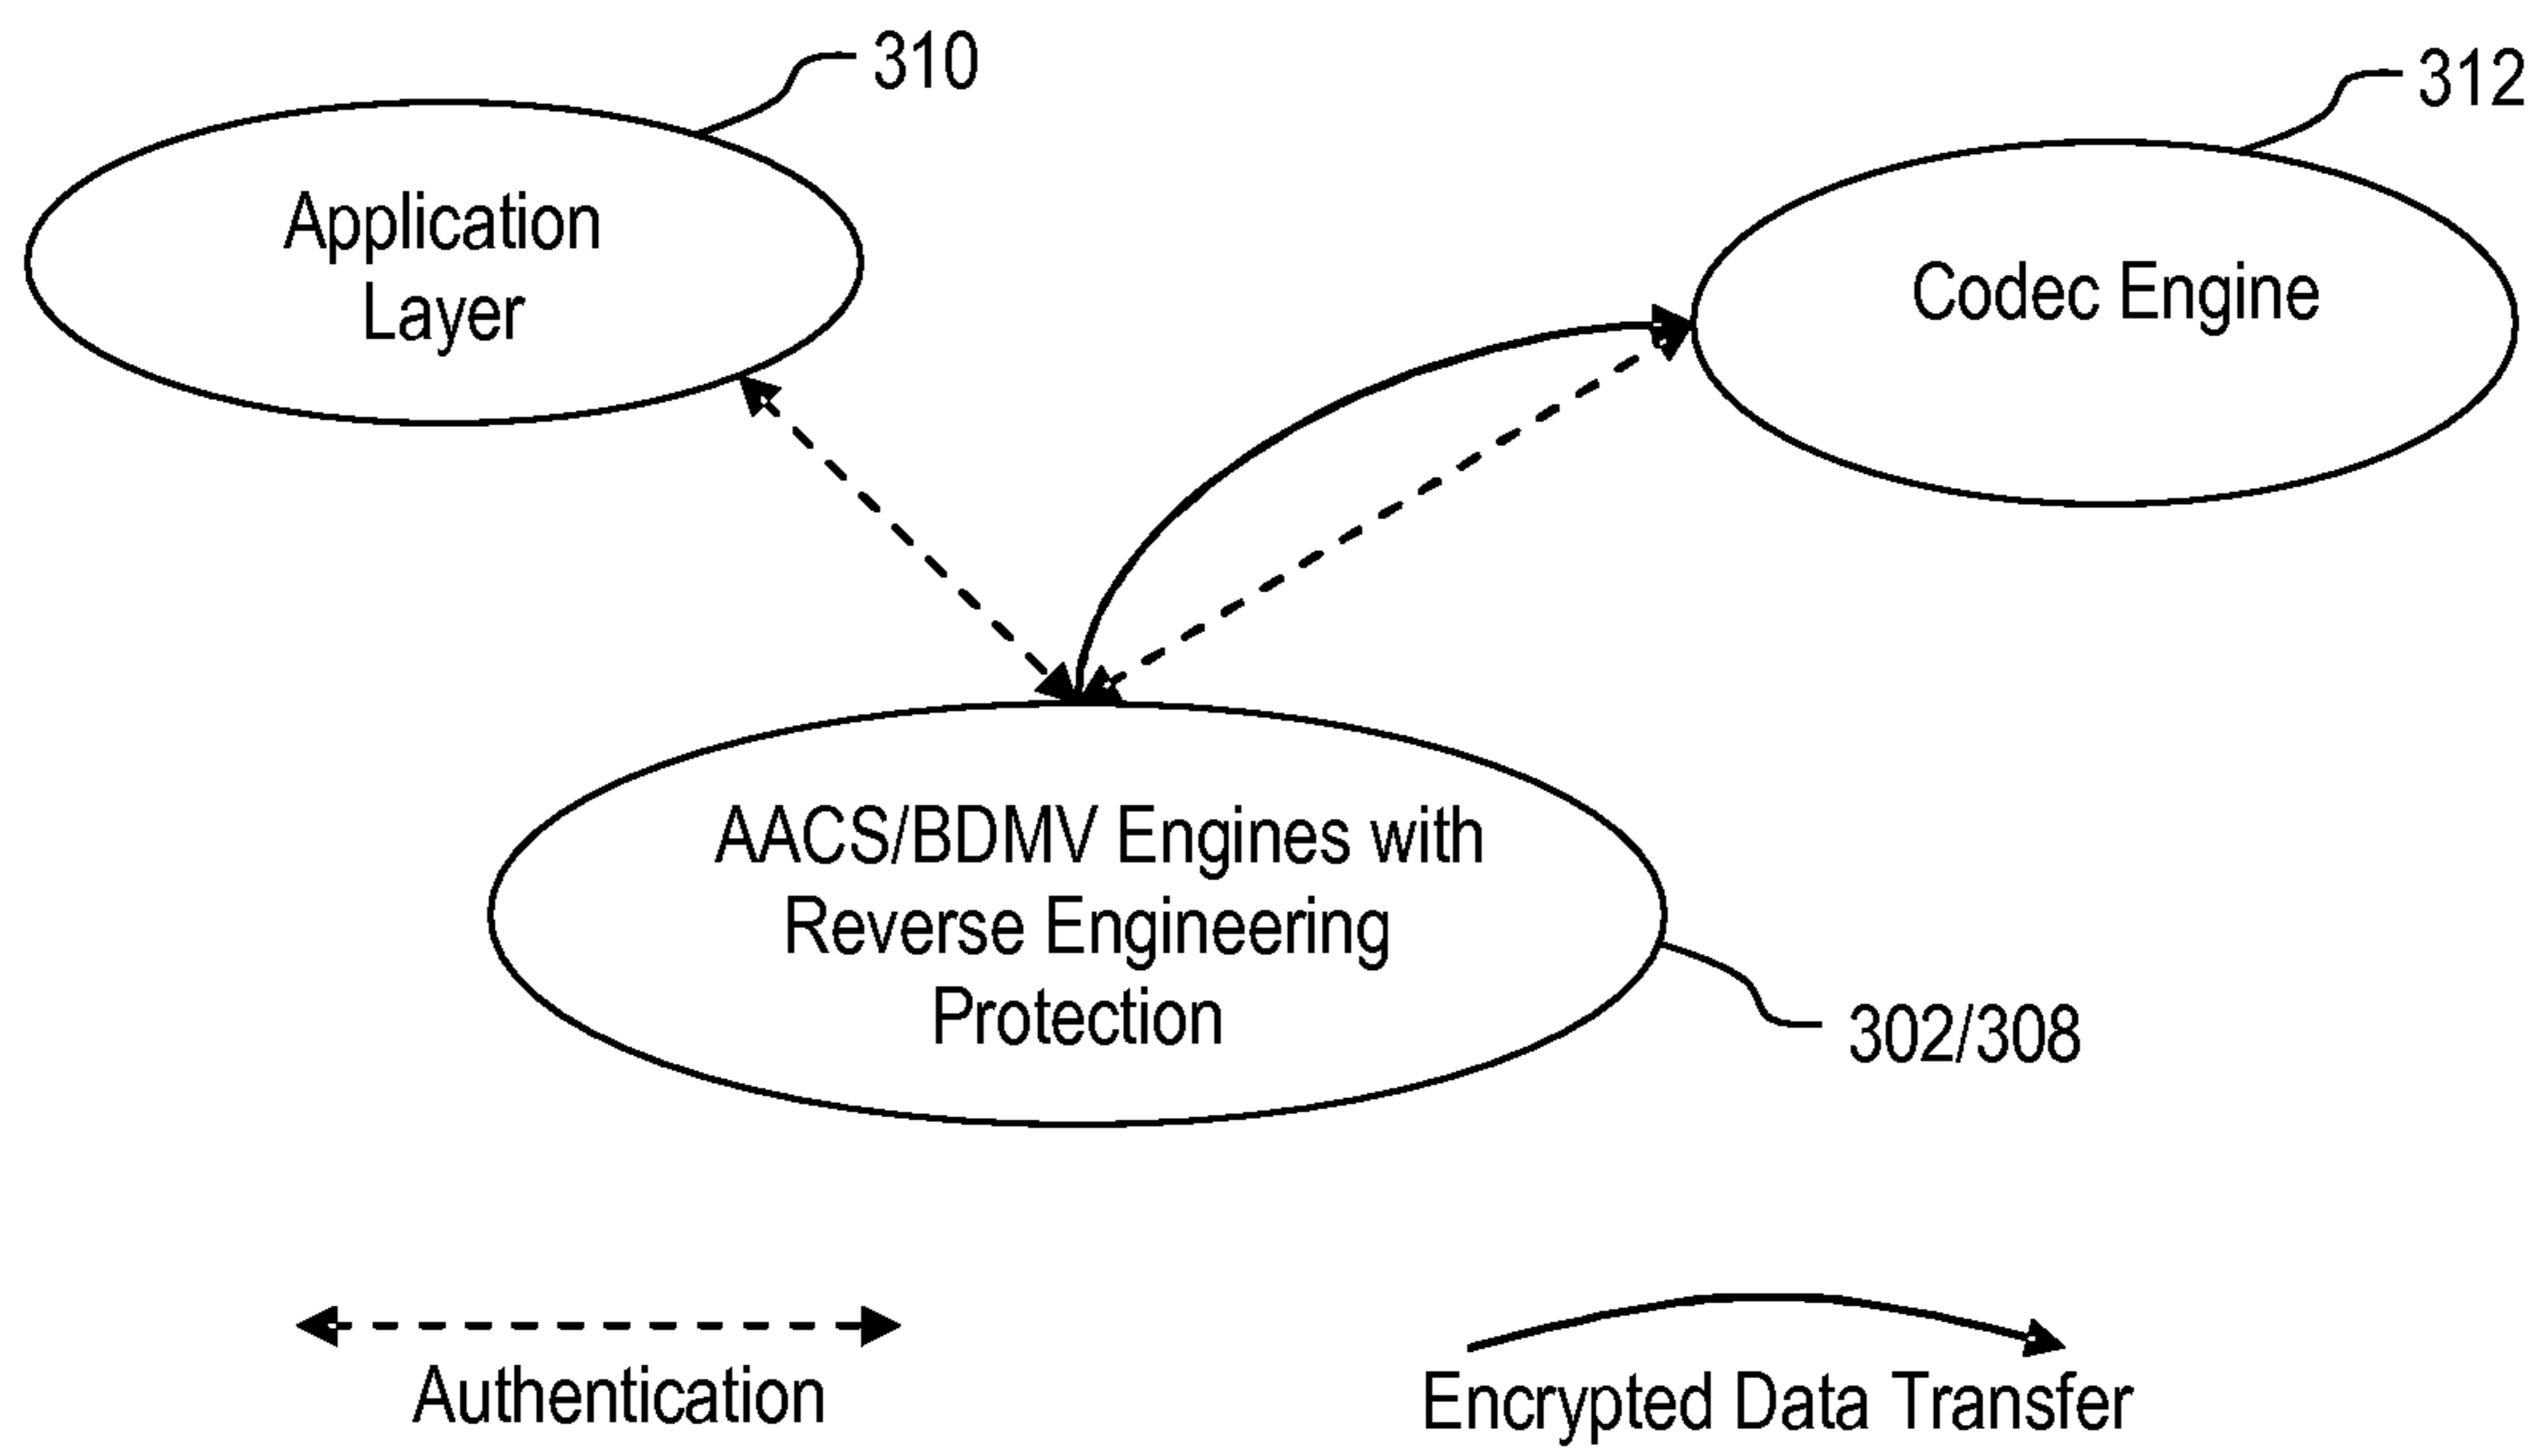 310
312
Application
Layer
Codec Engine
AACS/BDMV Engines with
Reverse Engineering
Protection
302/308
Authentication
Encrypted Data Transfer